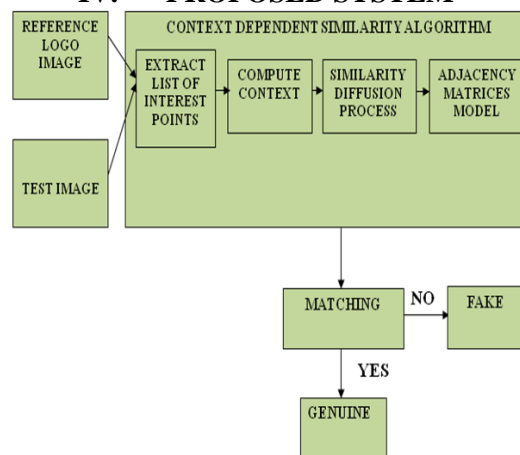 IV. PROPOSED SYSTEM
REFERENCE
LOGO
IMAGE
TEST IMAGE
CONTEXT DEPENDENT SIMILARITY ALGORITHM
EXTRACT
LIST OF
INTEREST
POINTS
COMPUTE
CONTEXT
SIMILARITY
DIFFUSION
PROCESS
ADJACENCY
MATRICES
MODEL
MATCHING
NO
FAKE
YES
GENUINE